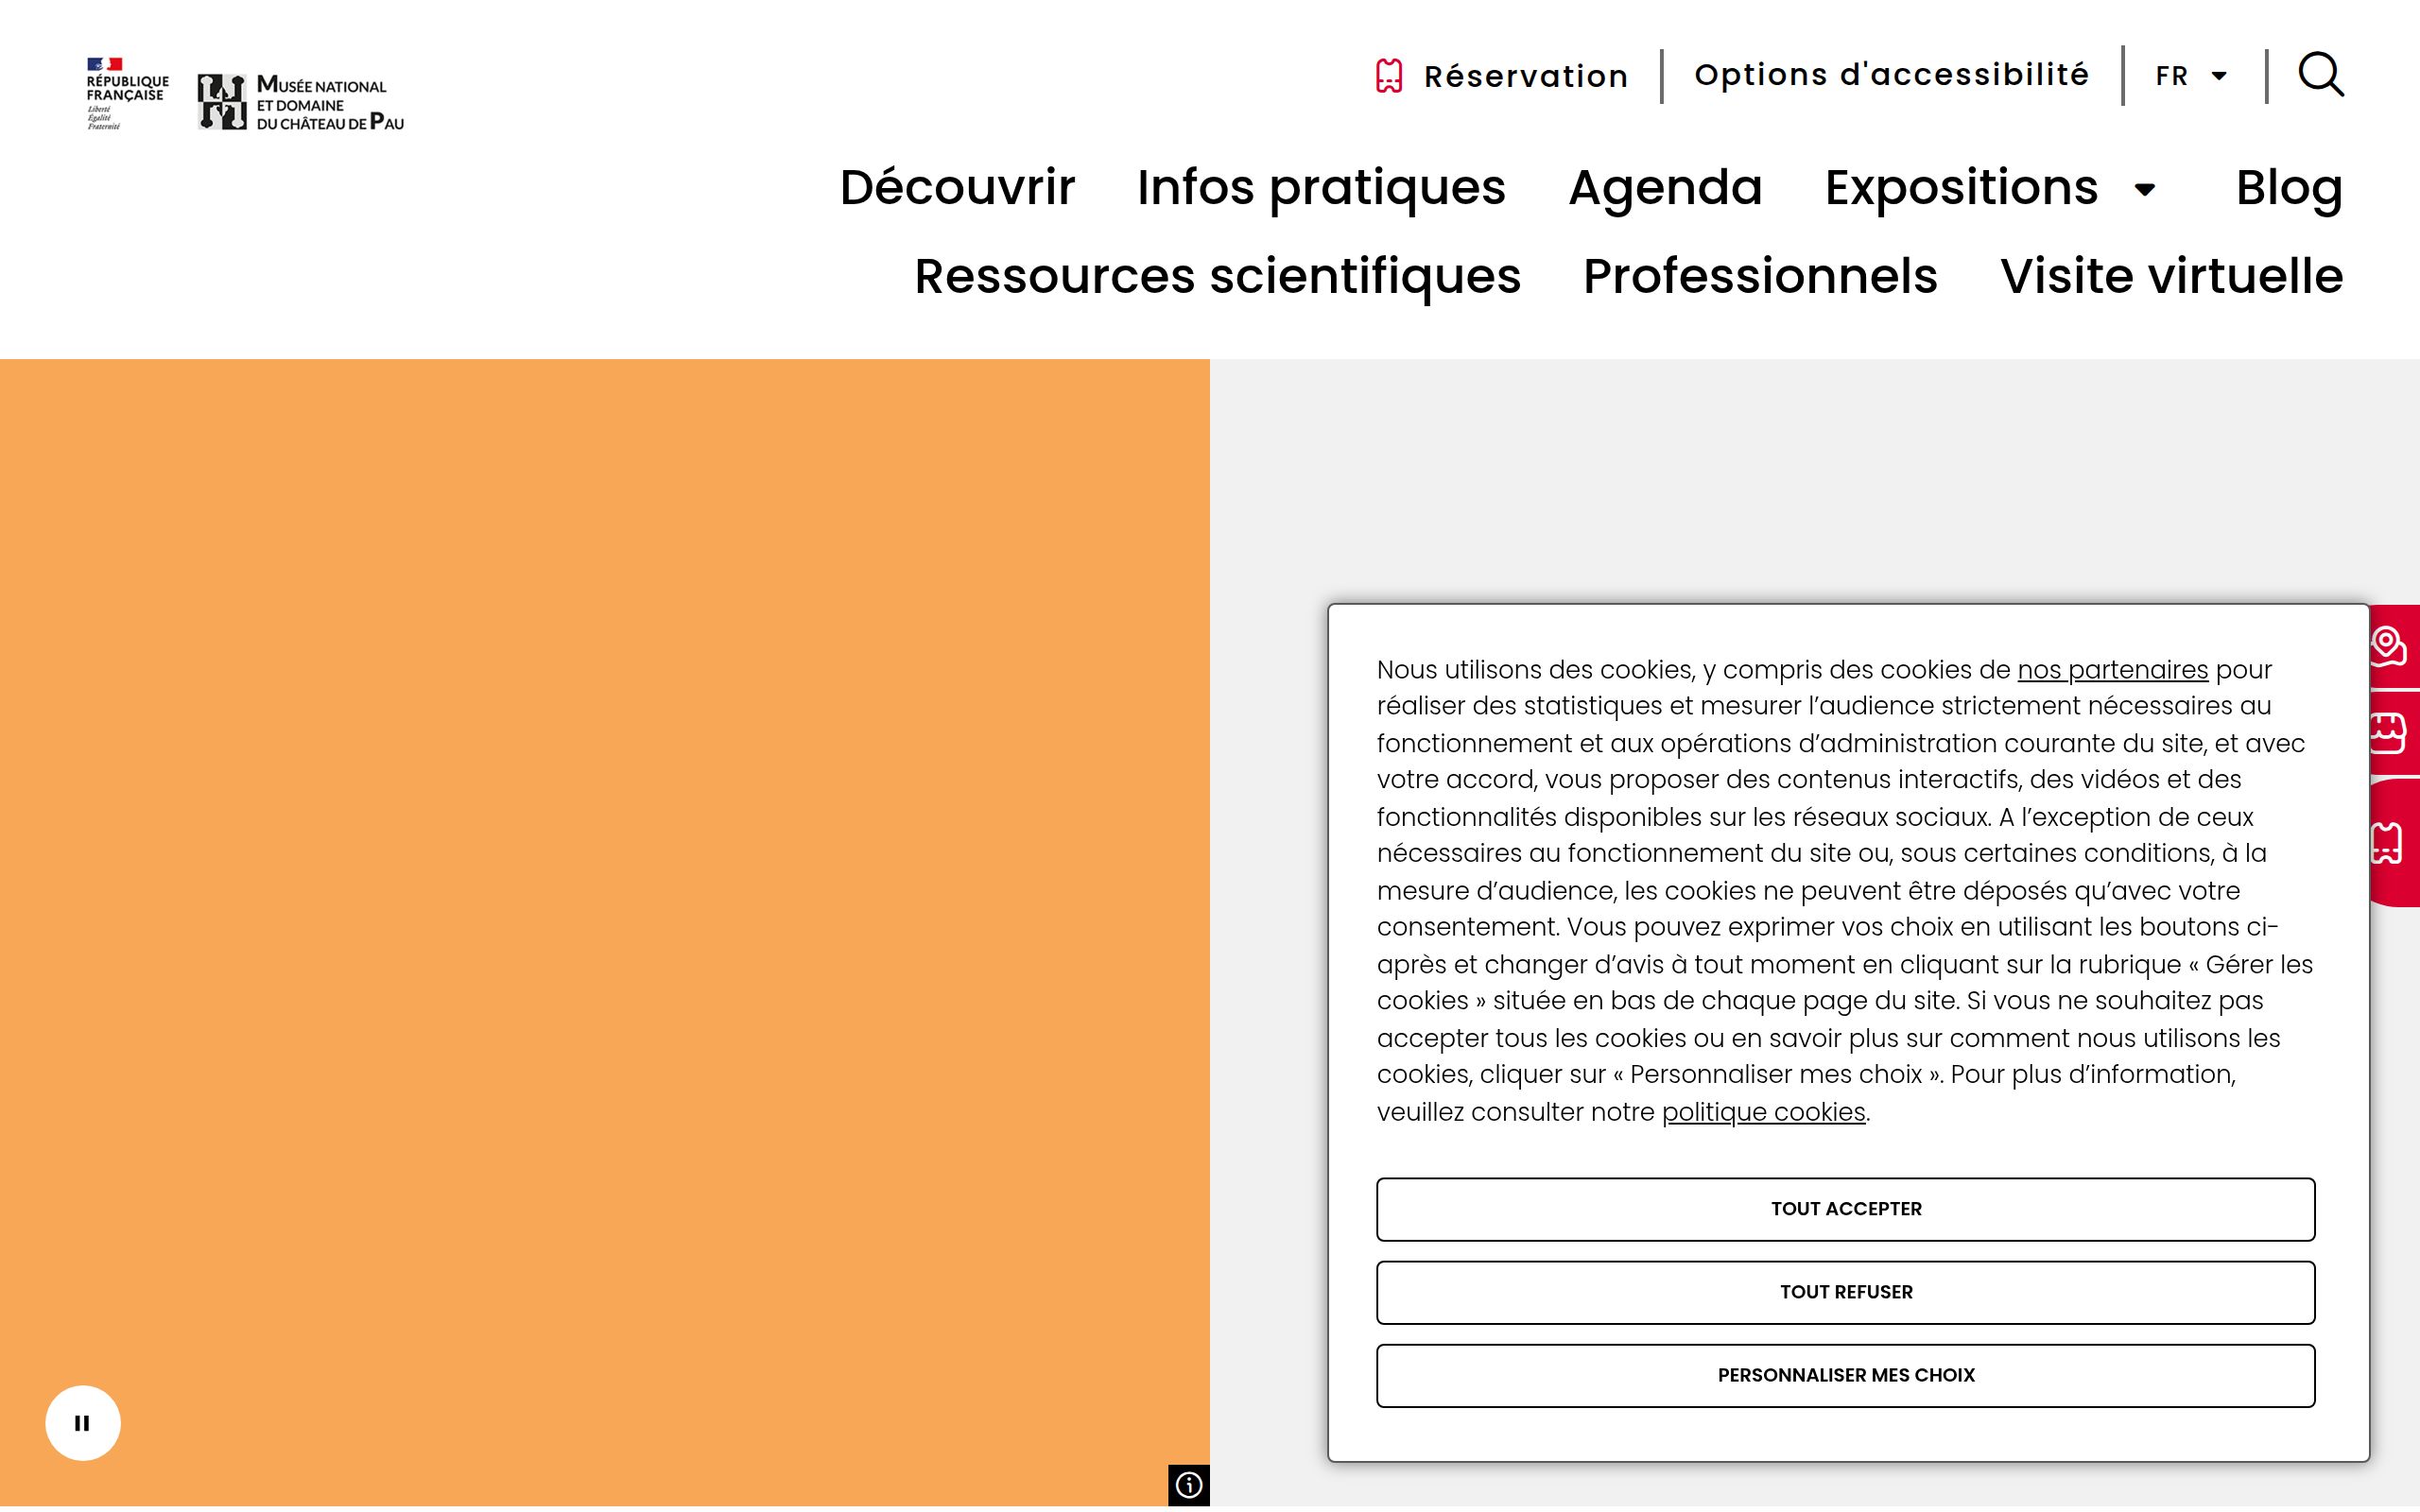 RÉPUBLIQUE
FRANÇAISE
Liberté
Égalité
Fraternité
MUSÉE NATIONAL
ET DOMAINE
DU CHÂTEAU DE PAU
Réservation
Options d'accessibilité
FR
Découvrir
Infos pratiques
Agenda
Expositions
Blog
Ressources scientifiques
Professionnels
Visite virtuelle
Nous utilisons des cookies, y compris des cookies de nos partenaires pour
réaliser des statistiques et mesurer l’audience strictement nécessaires au
fonctionnement et aux opérations d’administration courante du site, et avec
votre accord, vous proposer des contenus interactifs, des vidéos et des
fonctionnalités disponibles sur les réseaux sociaux. A l’exception de ceux
nécessaires au fonctionnement du site ou, sous certaines conditions, à la
mesure d’audience, les cookies ne peuvent être déposés qu’avec votre
consentement. Vous pouvez exprimer vos choix en utilisant les boutons ci-
après et changer d’avis à tout moment en cliquant sur la rubrique « Gérer les
cookies » située en bas de chaque page du site. Si vous ne souhaitez pas
accepter tous les cookies ou en savoir plus sur comment nous utilisons les
cookies, cliquer sur « Personnaliser mes choix ». Pour plus d’information,
veuillez consulter notre politique cookies.
TOUT ACCEPTER
TOUT REFUSER
PERSONNALISER MES CHOIX